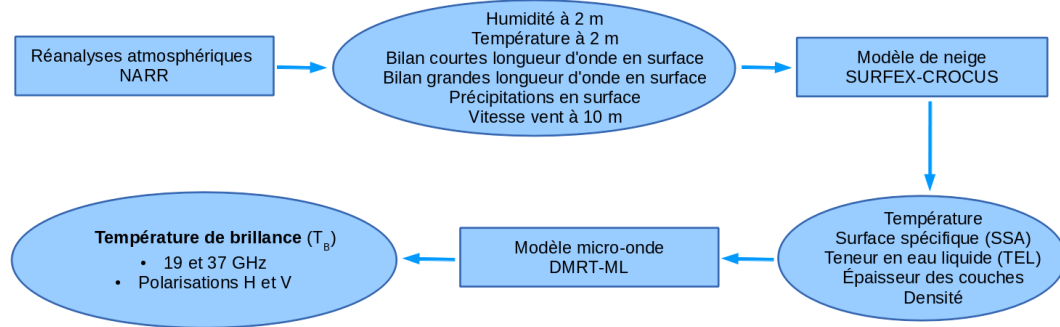 Réanalyses atmosphériques
NARR
Humidité à 2 m
Température à 2 m
Bilan courtes longueur d'onde en surface
Bilan grandes longueur d'onde en surface
Précipitations en surface
Vitesse vent à 10 m
Modèle de neige
SURFEX-CROCUS
Température
Surface spécifique (SSA)
Teneur en eau liquide (TEL)
Épaisseur des couches
Densité
Modèle micro-onde
DMRT-ML
Température de brillance (T_B)
• 19 et 37 GHz
• Polarisations H et V